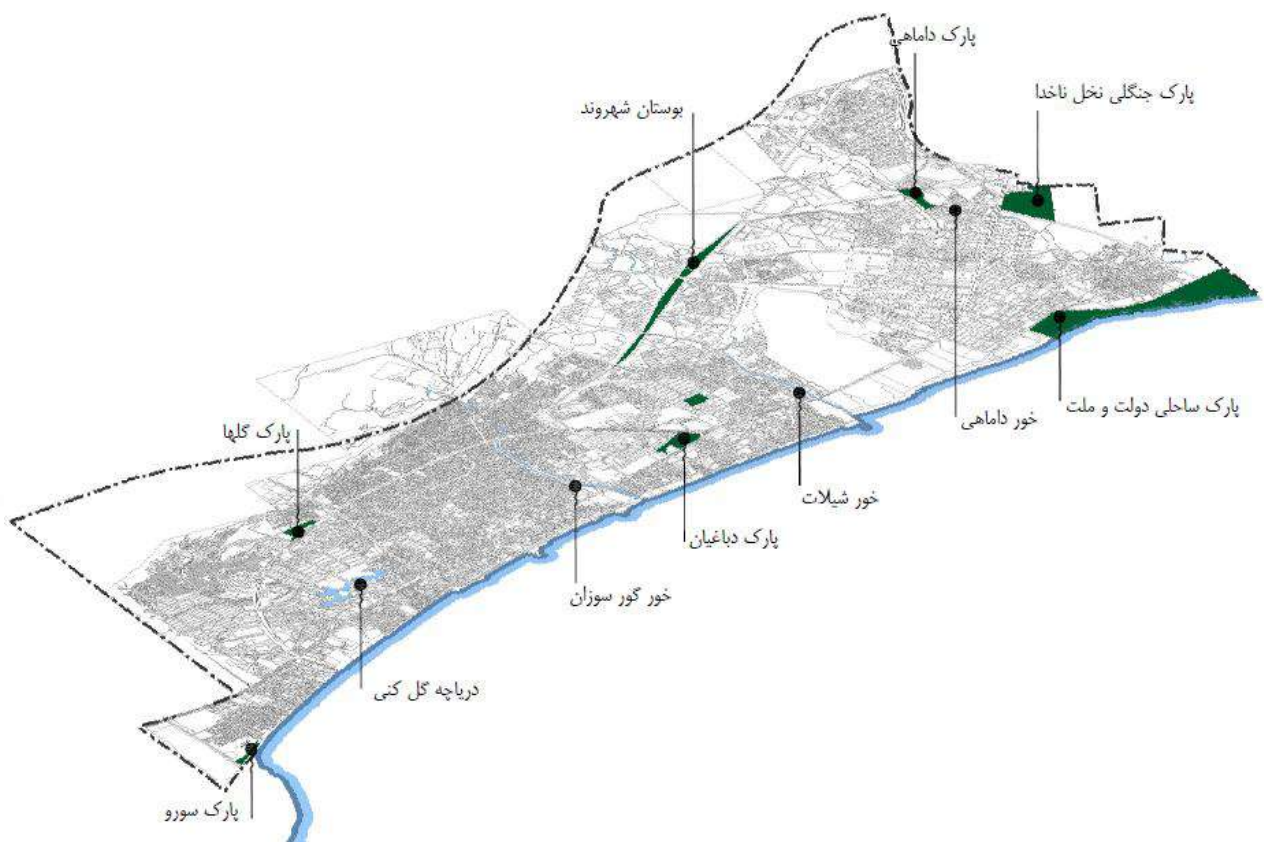 پارک داماهی
پارک جنگلی نخل ناخدا
بوستان شهروند
پارک ساحلی دولت و ملت
خور داماهی
پارک گلها
خور شیلات
پارک دباغیان
خور گور سوزان
دریاچه گل کنی
پارک سورو